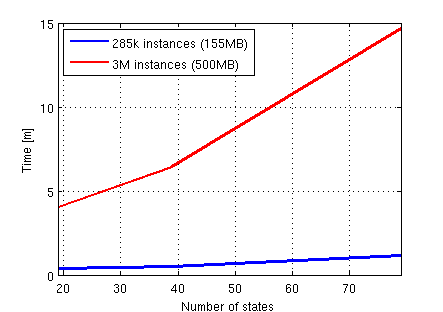 15
285k instances (155MB)
3M instances (500MB)
10
Time [m]
5
0
20 30 40 50 60 70
Number of states